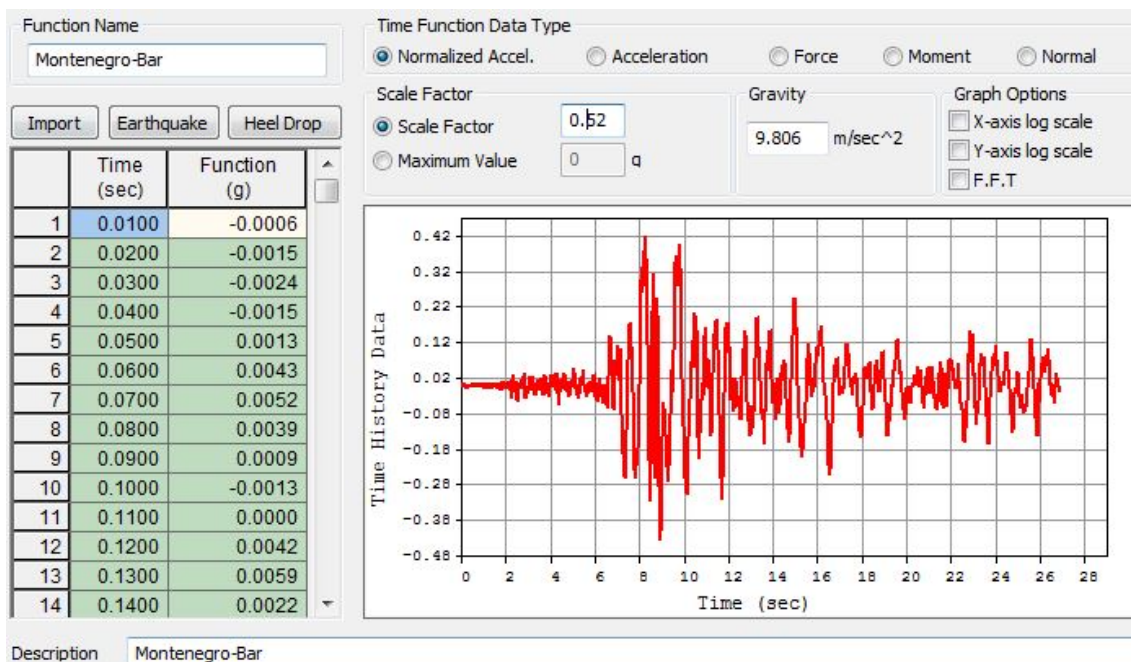 Function Name
Montenegro-Bar
Import Earthquake Heel Drop
Time (sec) Function (g)
1 0.0100 -0.0006
2 0.0200 -0.0015
3 0.0300 -0.0024
4 0.0400 -0.0015
5 0.0500 0.0013
6 0.0600 0.0043
7 0.0700 0.0052
8 0.0800 0.0039
9 0.0900 0.0009
10 0.1000 -0.0013
11 0.1100 0.0000
12 0.1200 0.0042
13 0.1300 0.0059
14 0.1400 0.0022
Time Function Data Type
Normalized Accel. Acceleration Force Moment Normal
Scale Factor
Scale Factor 0.52
Maximum Value 0 g
Gravity
9.806 m/sec^2
Graph Options
X-axis log scale
Y-axis log scale
F.F.T
Time History Data
0.42
0.32
0.22
0.12
0.02
-0.08
-0.18
-0.28
-0.38
-0.48
0 2 4 6 8 10 12 14 16 18 20 22 24 26 28
Time (sec)
Description Montenegro-Bar